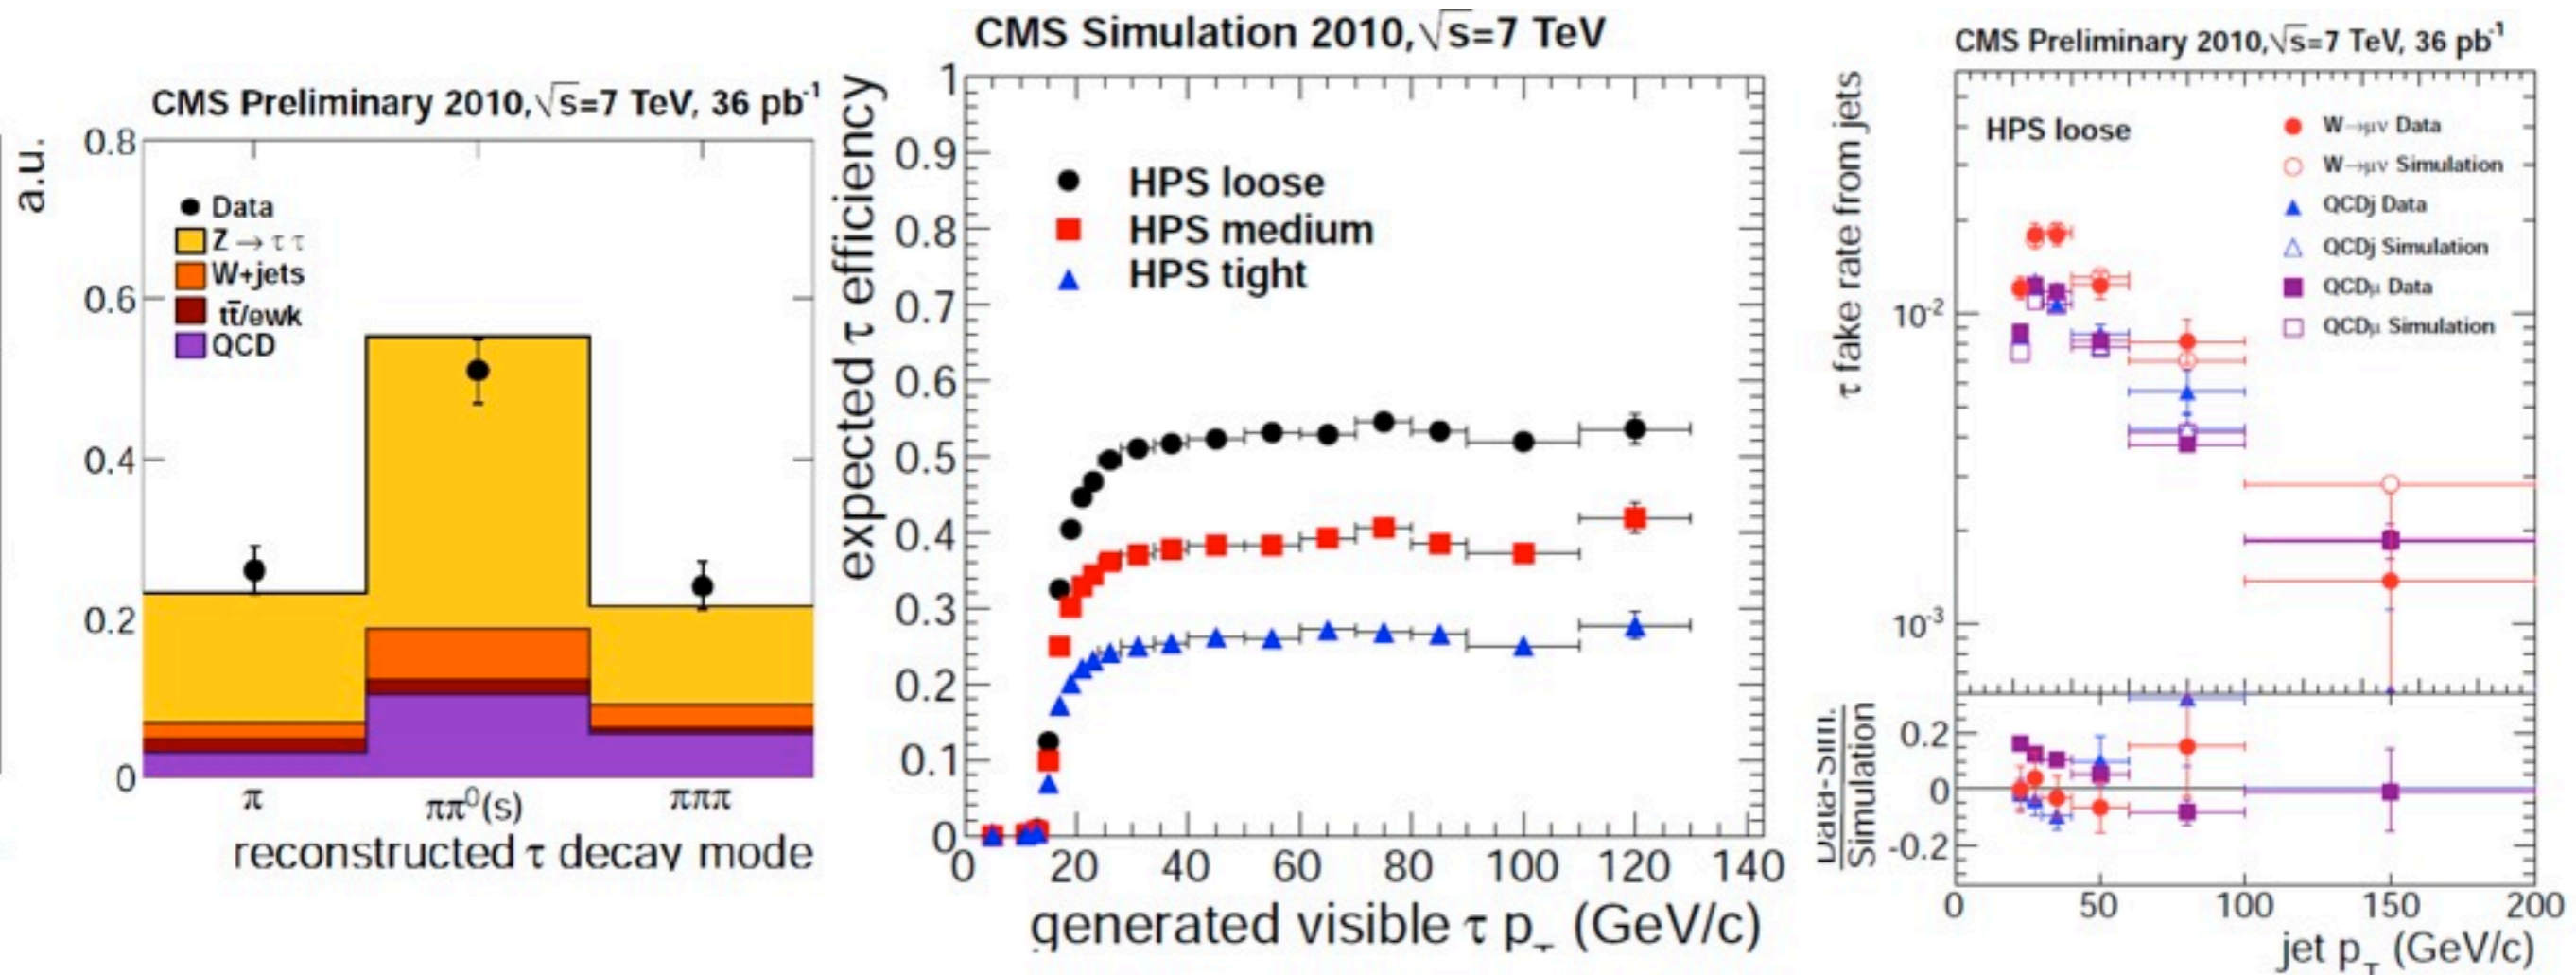 CMS Preliminary 2010,√s=7 TeV, 36 pb-1
a.u.
0.8
0.6
0.4
0.2
0
Data
Z → τ τ
W+jets
tt̄/ewk
QCD
π
ππ0(s)
πππ
reconstructed τ decay mode
CMS Simulation 2010,√s=7 TeV
expected τ efficiency
1
0.9
0.8
0.7
0.6
0.5
0.4
0.3
0.2
0.1
0
HPS loose
HPS medium
HPS tight
0 20 40 60 80 100 120 140
generated visible τ pT (GeV/c)
CMS Preliminary 2010,√s=7 TeV, 36 pb-1
τ fake rate from jets
HPS loose
W→μν Data
W→μν Simulation
QCDj Data
QCDj Simulation
QCDμ Data
QCDμ Simulation
10-2
10-3
Data-Sim.
Simulation
0.2
0
-0.2
0 50 100 150 200
jet pT (GeV/c)